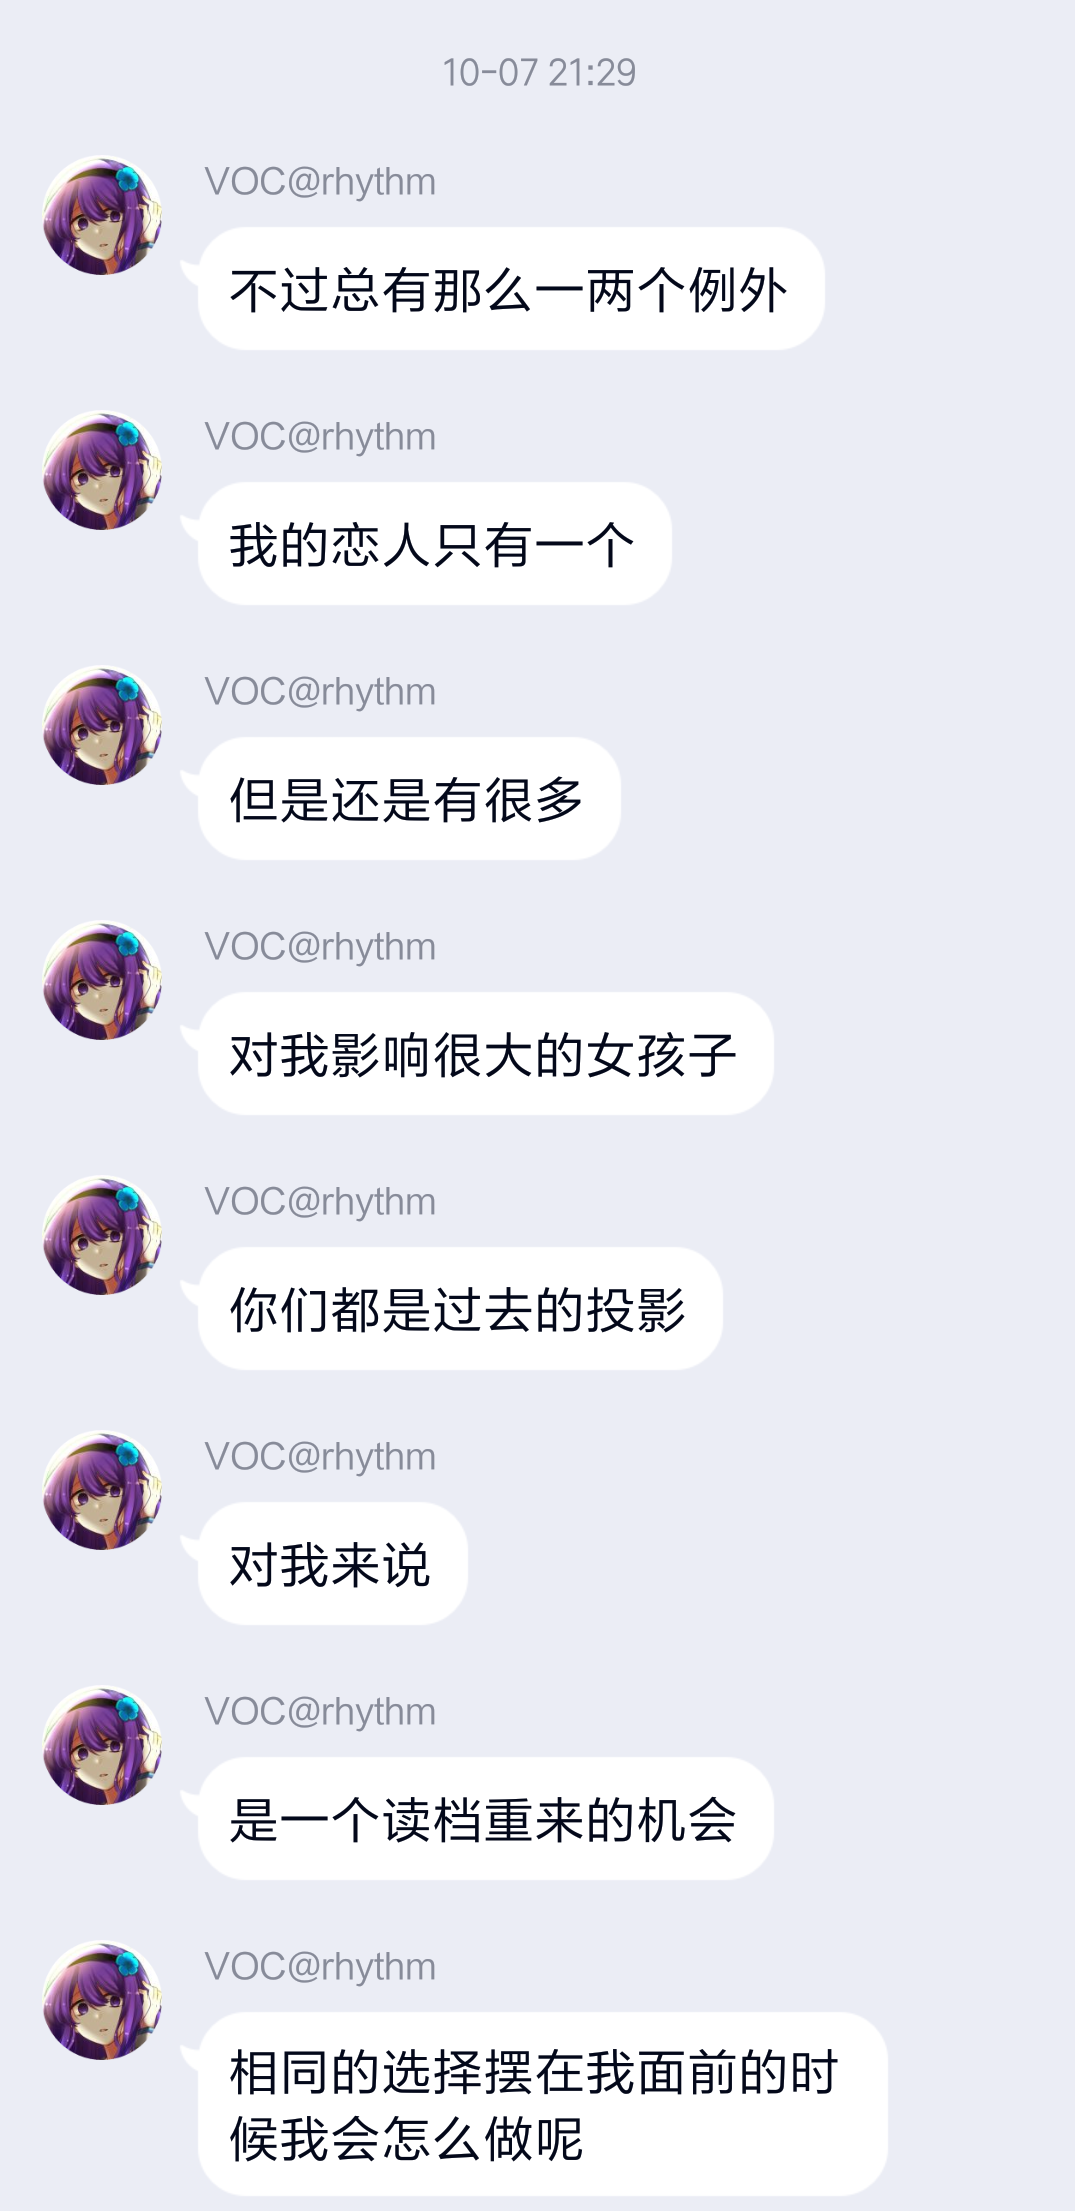 10-07 21:29
VOC@rhythm
不过总有那么一两个例外
VOC@rhythm
我的恋人只有一个
VOC@rhythm
但是还是有很多
VOC@rhythm
对我影响很大的女孩子
VOC@rhythm
你们都是过去的投影
VOC@rhythm
对我来说
VOC@rhythm
是一个读档重来的机会
VOC@rhythm
相同的选择摆在我面前的时
候我会怎么做呢